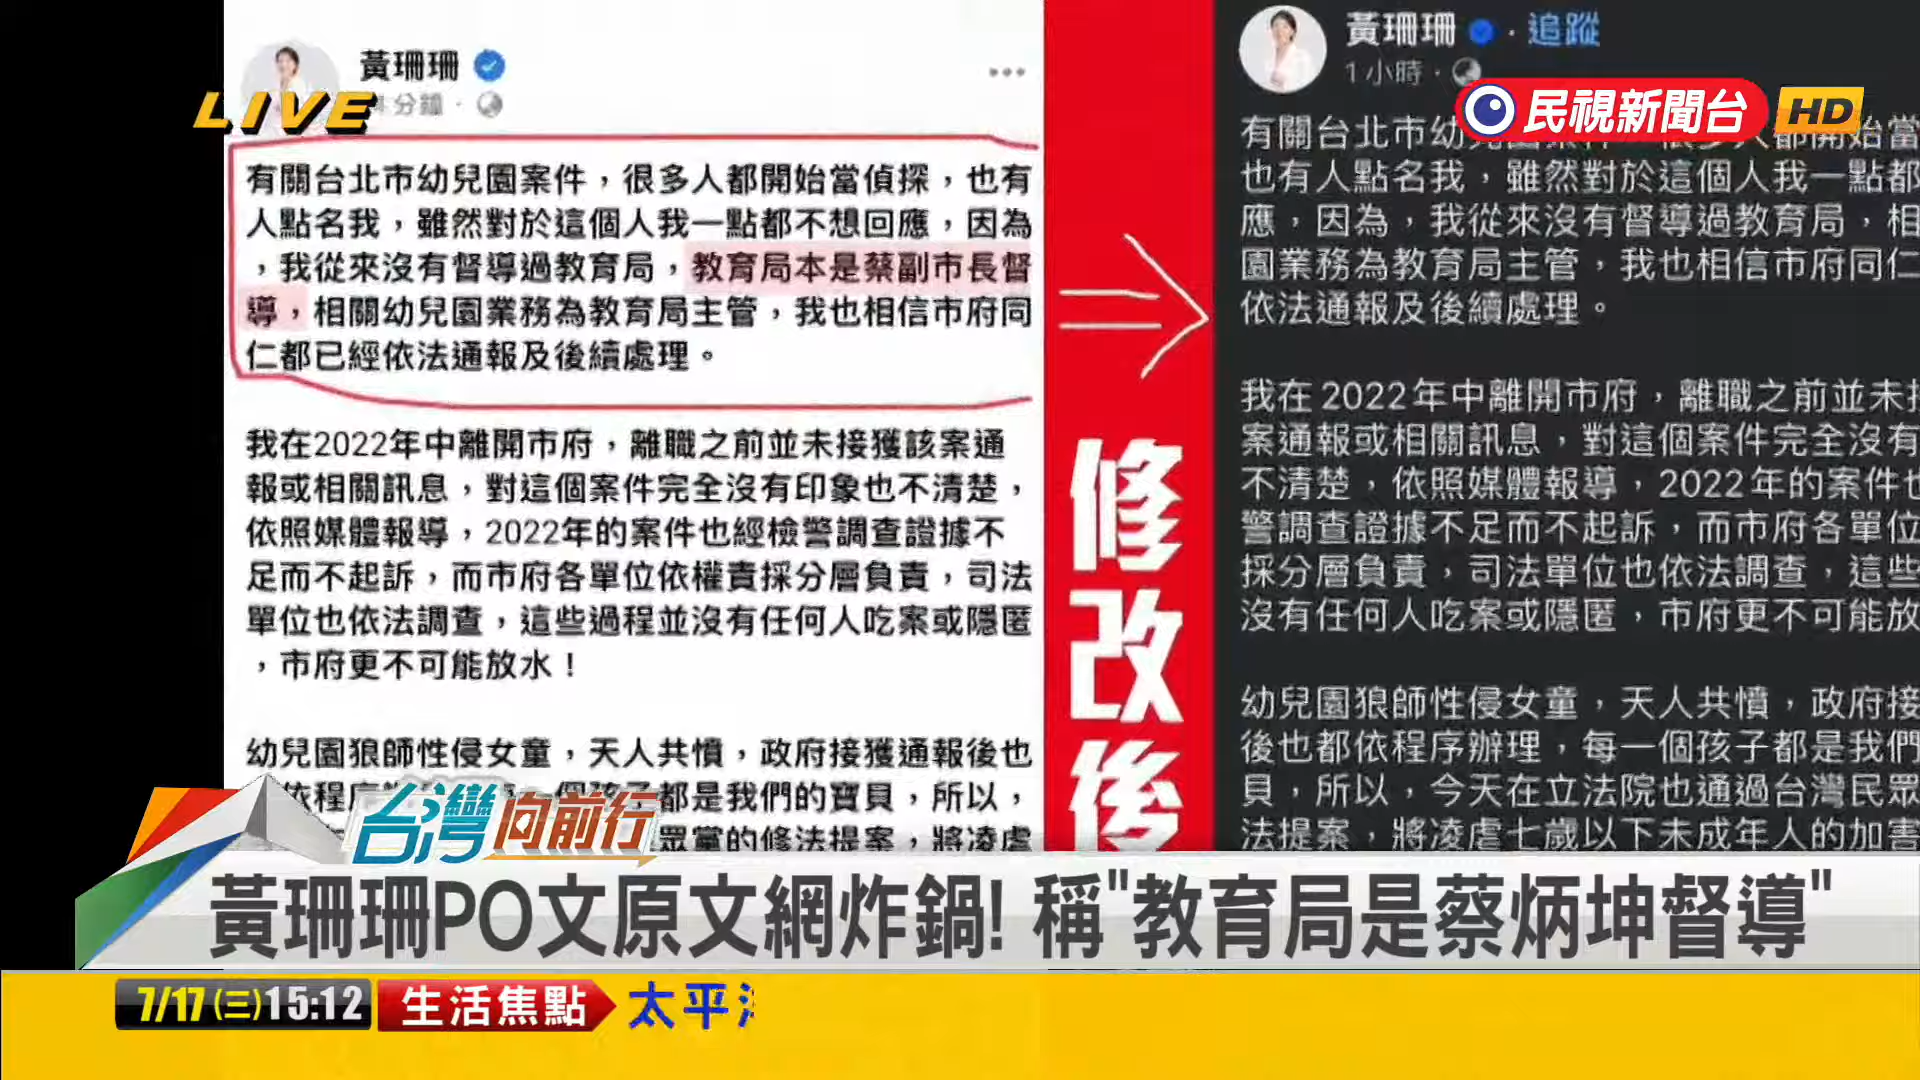 黃珊珊
分鐘 ·
有關台北市幼兒園案件，很多人都開始當偵探，也有
人點名我，雖然對於這個人我一點都不想回應，因為
，我從來沒有督導過教育局，教育局本是蔡副市長督
導，相關幼兒園業務為教育局主管，我也相信市府同
仁都已經依法通報及後續處理。
我在2022年中離開市府，離職之前並未接獲該案通
報或相關訊息，對這個案件完全沒有印象也不清楚，
依照媒體報導，2022年的案件也經檢警調查證據不
足而不起訴，而市府各單位依權責採分層負責，司法
單位也依法調查，這些過程並沒有任何人吃案或隱匿
，市府更不可能放水！
幼兒園狼師性侵女童，天人共憤，政府接獲通報後也
依程 都是我們的寶貝，所以，
眾黨的修法提案，將凌虐
修改後
黃珊珊 · 追蹤
1小時 ·
有關台北市幼 都開始當
也有人點名我，雖然對於這個人我一點都
應，因為，我從來沒有督導過教育局，相
園業務為教育局主管，我也相信市府同仁
依法通報及後續處理。
我在2022年中離開市府，離職之前並未
案通報或相關訊息，對這個案件完全沒有
不清楚，依照媒體報導，2022年的案件也
警調查證據不足而不起訴，而市府各單位
採分層負責，司法單位也依法調查，這些
沒有任何人吃案或隱匿，市府更不可能放
幼兒園狼師性侵女童，天人共憤，政府接
後也都依程序辦理，每一個孩子都是我們
貝，所以，今天在立法院也通過台灣民眾
法提案，將凌虐七歲以下未成年人的加害
LIVE
民視新聞台 HD
台灣向前行
黃珊珊PO文原文網炸鍋! 稱"教育局是蔡炳坤督導"
7/17(三)15:12 生活焦點 太平